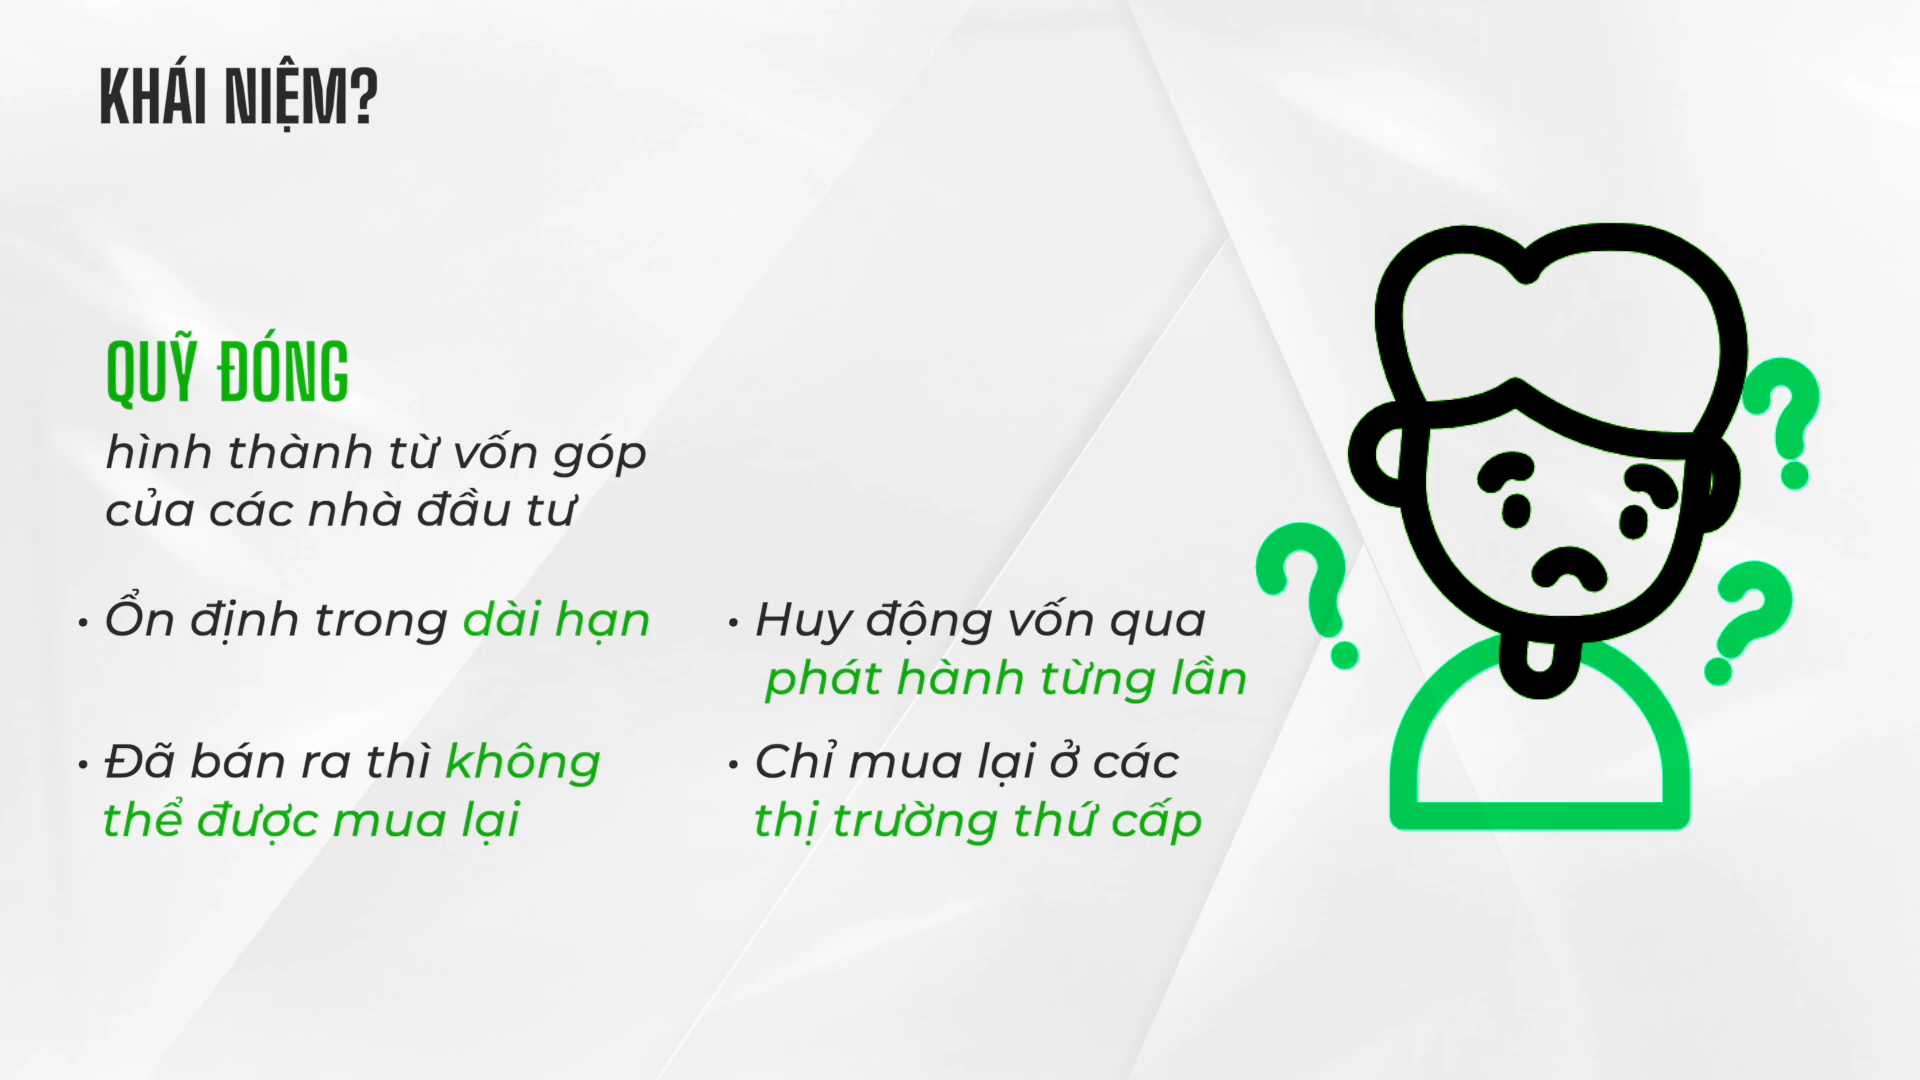 KHÁI NIỆM?
QUỸ ĐÓNG
hình thành từ vốn góp
của các nhà đầu tư
• Ổn định trong dài hạn
• Đã bán ra thì không
thể được mua lại
• Huy động vốn qua
phát hành từng lần
• Chỉ mua lại ở các
thị trường thứ cấp